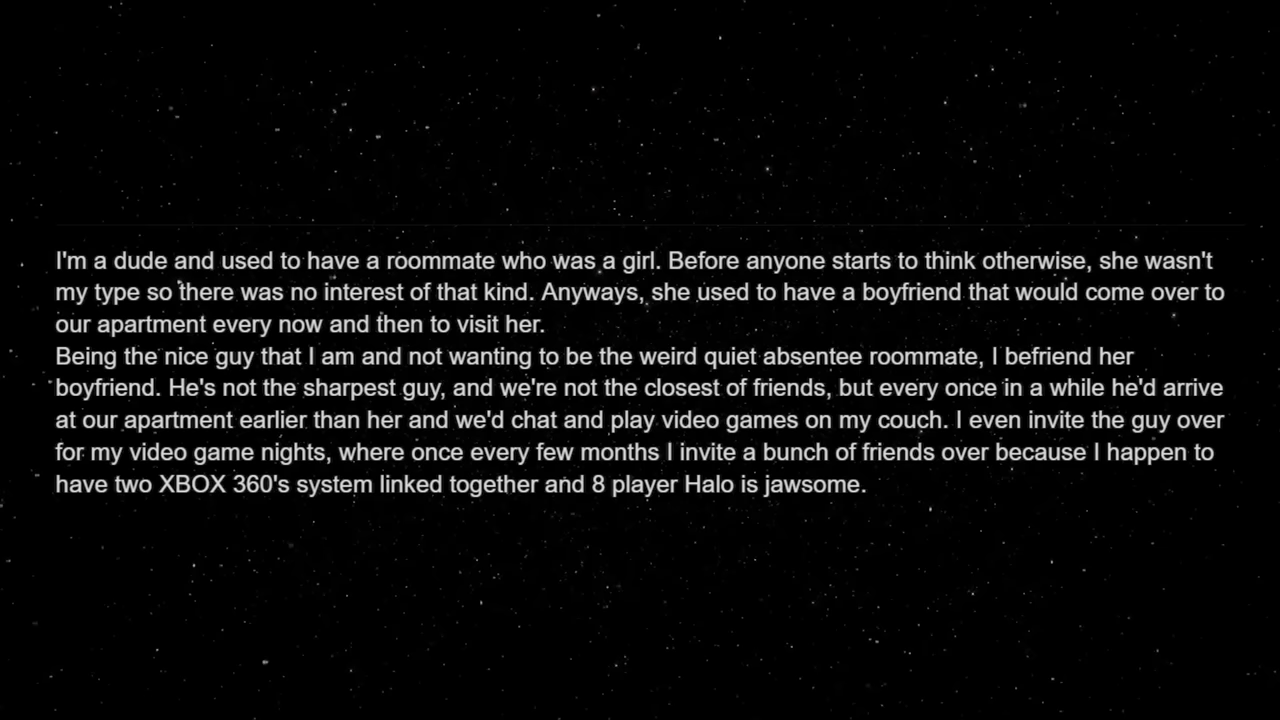 I'm a dude and used to have a roommate who was a girl. Before anyone starts to think otherwise, she wasn't
my type so there was no interest of that kind. Anyways, she used to have a boyfriend that would come over to
our apartment every now and then to visit her.
Being the nice guy that I am and not wanting to be the weird quiet absentee roommate, I befriend her
boyfriend. He's not the sharpest guy, and we're not the closest of friends, but every once in a while he'd arrive
at our apartment earlier than her and we'd chat and play video games on my couch. I even invite the guy over
for my video game nights, where once every few months I invite a bunch of friends over because I happen to
have two XBOX 360's system linked together and 8 player Halo is jawsome.